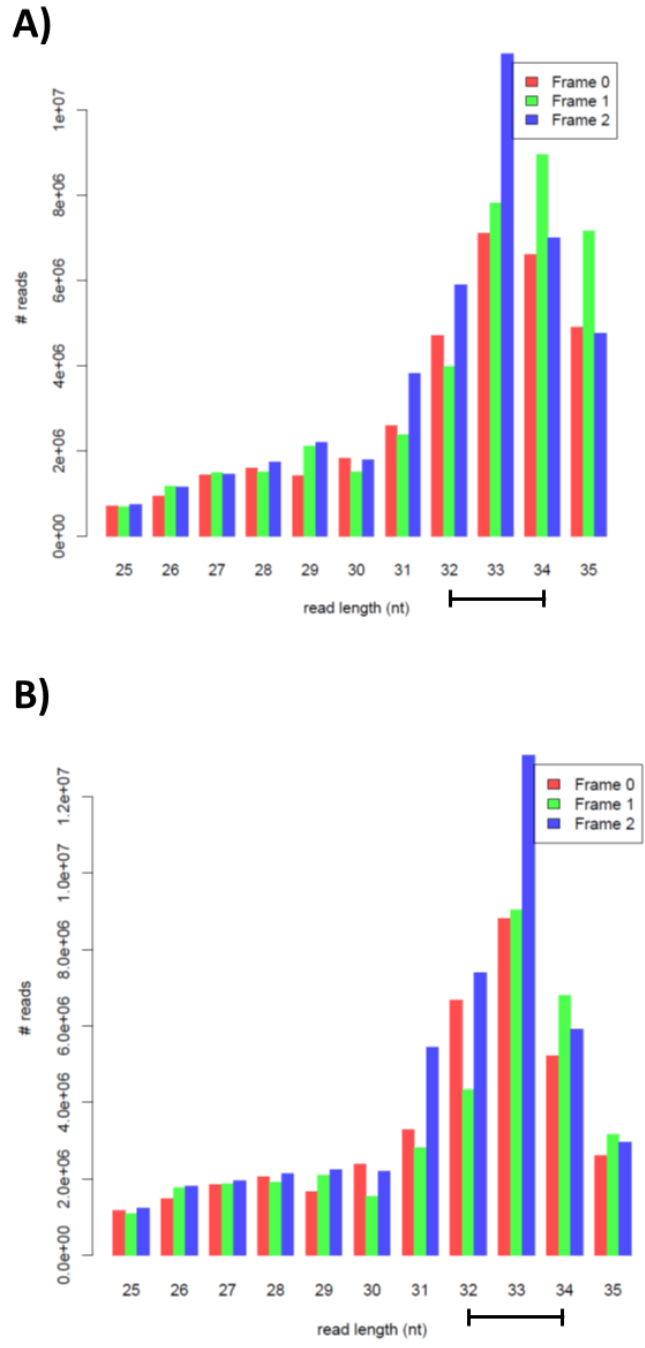 A)
Frame 0
Frame 1
Frame 2
# reads
1e+07
8e+06
6e+06
4e+06
2e+06
0e+00
25 26 27 28 29 30 31 32 33 34 35
read length (nt)
B)
Frame 0
Frame 1
Frame 2
# reads
1.2e+07
1.0e+07
8.0e+06
6.0e+06
4.0e+06
2.0e+06
0.0e+00
25 26 27 28 29 30 31 32 33 34 35
read length (nt)